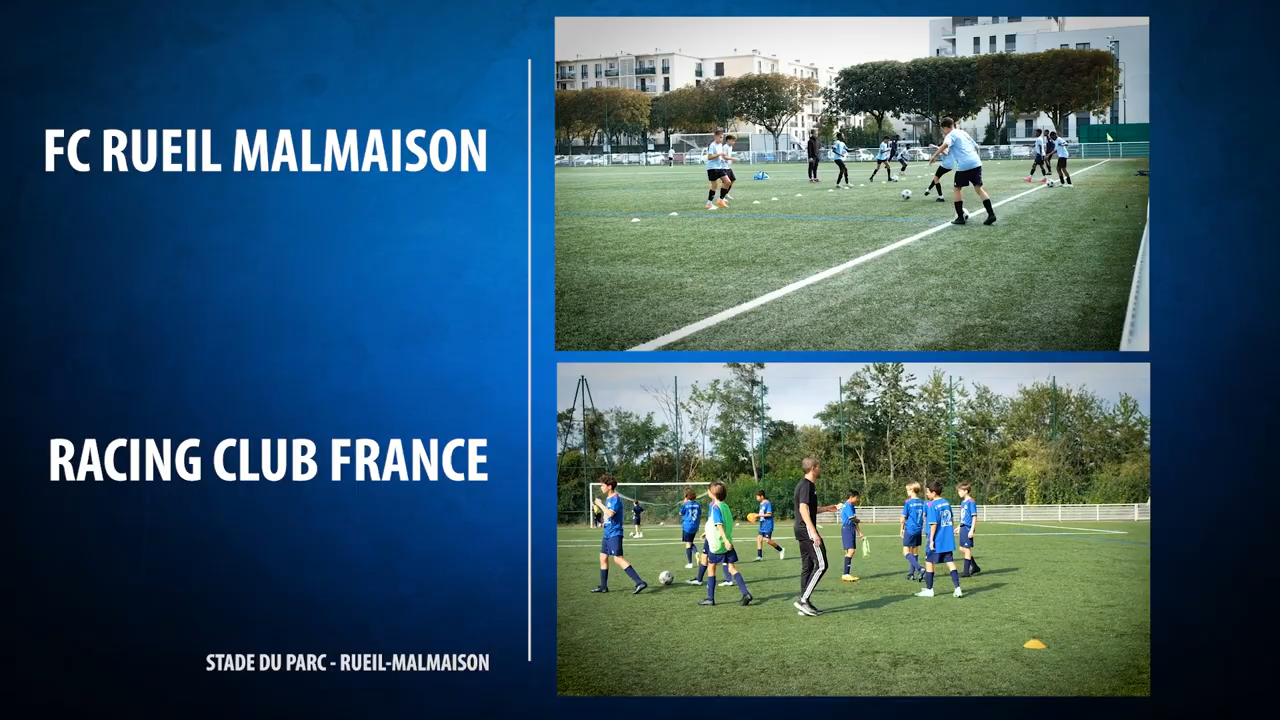 FC RUEIL MALMAISON
RACING CLUB FRANCE
STADE DU PARC - RUEIL-MALMAISON